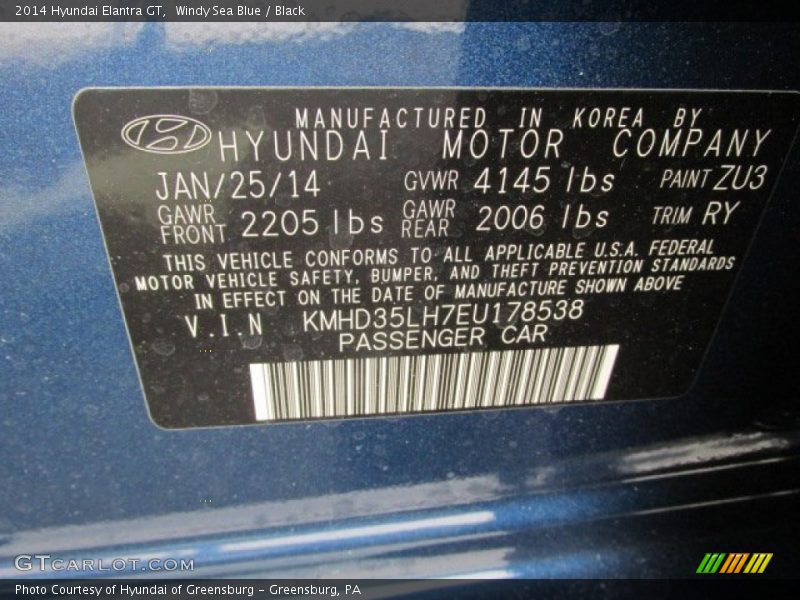 2014 Hyundai Elantra GT, Windy Sea Blue / Black
MANUFACTURED IN KOREA BY
HYUNDAI MOTOR COMPANY
JAN/25/14 GVWR 4145 lbs PAINT ZU3
GAWR FRONT 2205 lbs GAWR REAR 2006 lbs TRIM RY
THIS VEHICLE CONFORMS TO ALL APPLICABLE U.S.A. FEDERAL
MOTOR VEHICLE SAFETY, BUMPER, AND THEFT PREVENTION STANDARDS
IN EFFECT ON THE DATE OF MANUFACTURE SHOWN ABOVE
V.I.N KMHD35LH7EU178538
PASSENGER CAR
GTCARLOT.COM
Photo Courtesy of Hyundai of Greensburg - Greensburg, PA